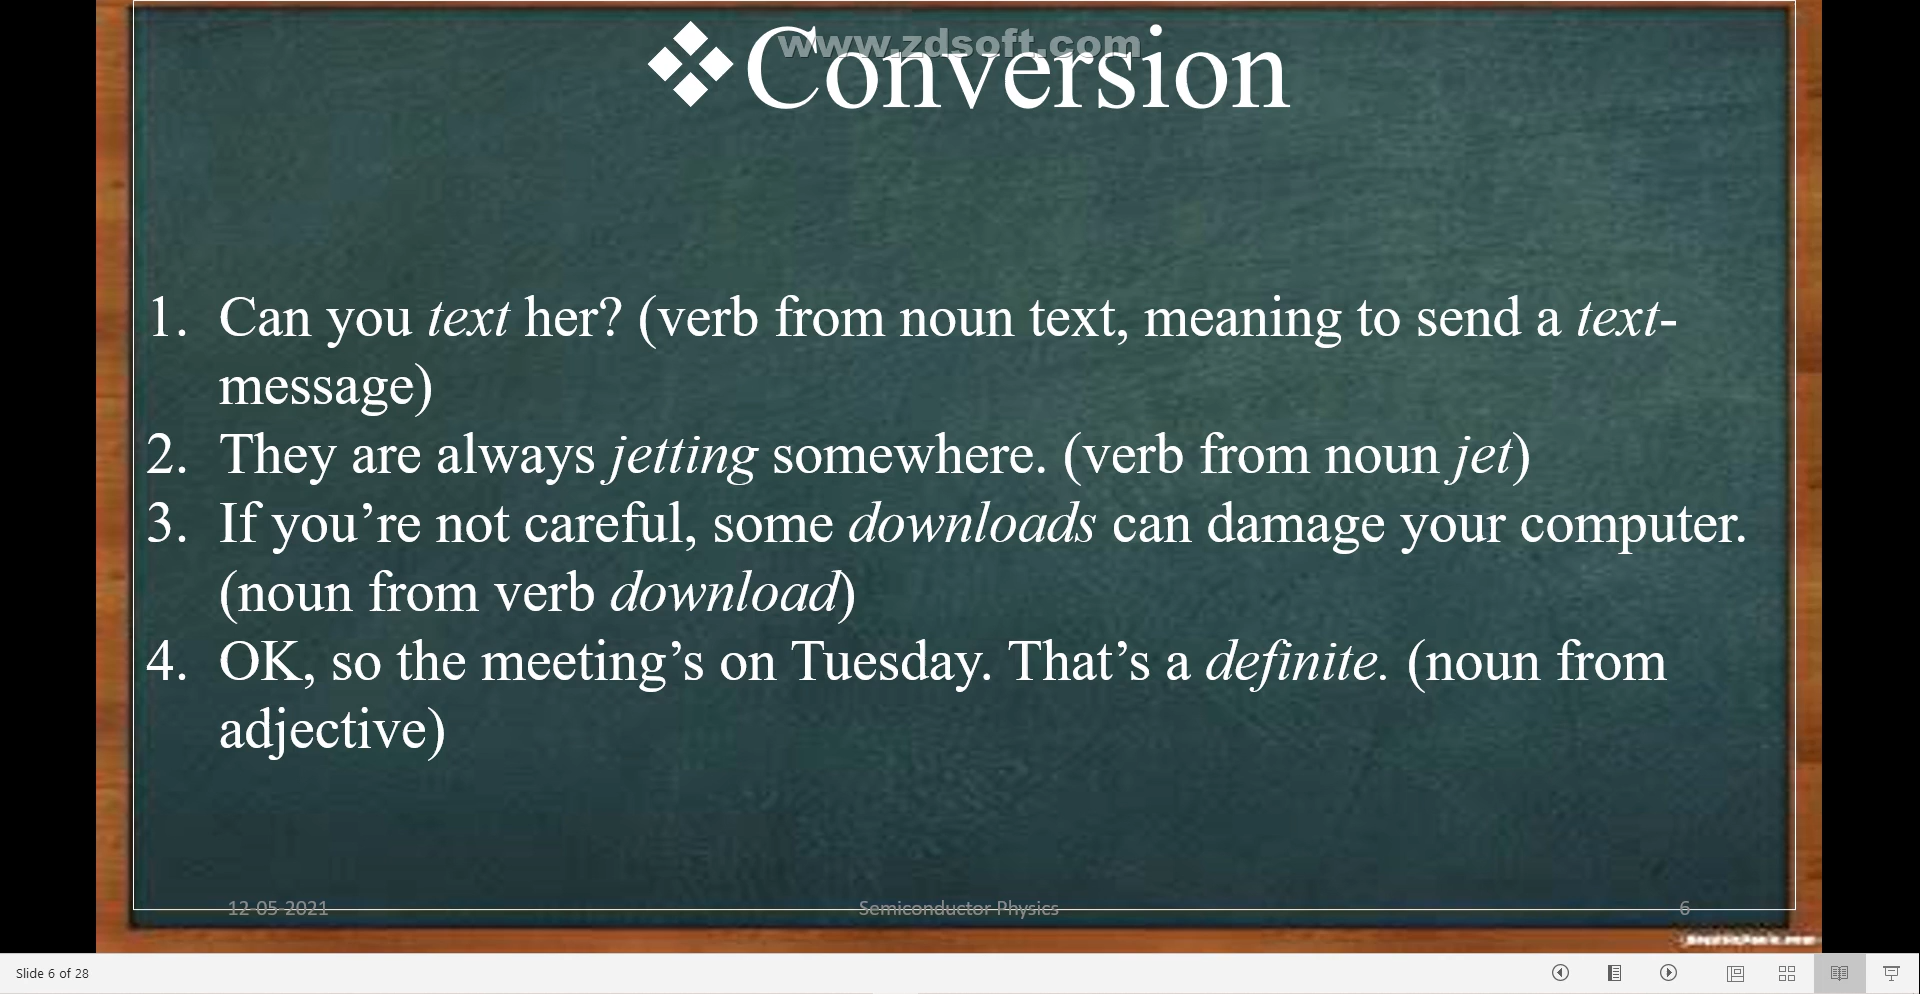 www.zdsoft.com
❖Conversion
1. Can you text her? (verb from noun text, meaning to send a text-
message)
2. They are always jetting somewhere. (verb from noun jet)
3. If you’re not careful, some downloads can damage your computer.
(noun from verb download)
4. OK, so the meeting’s on Tuesday. That’s a definite. (noun from
adjective)
12-05-2021 Semiconductor Physics 6
Slide 6 of 28